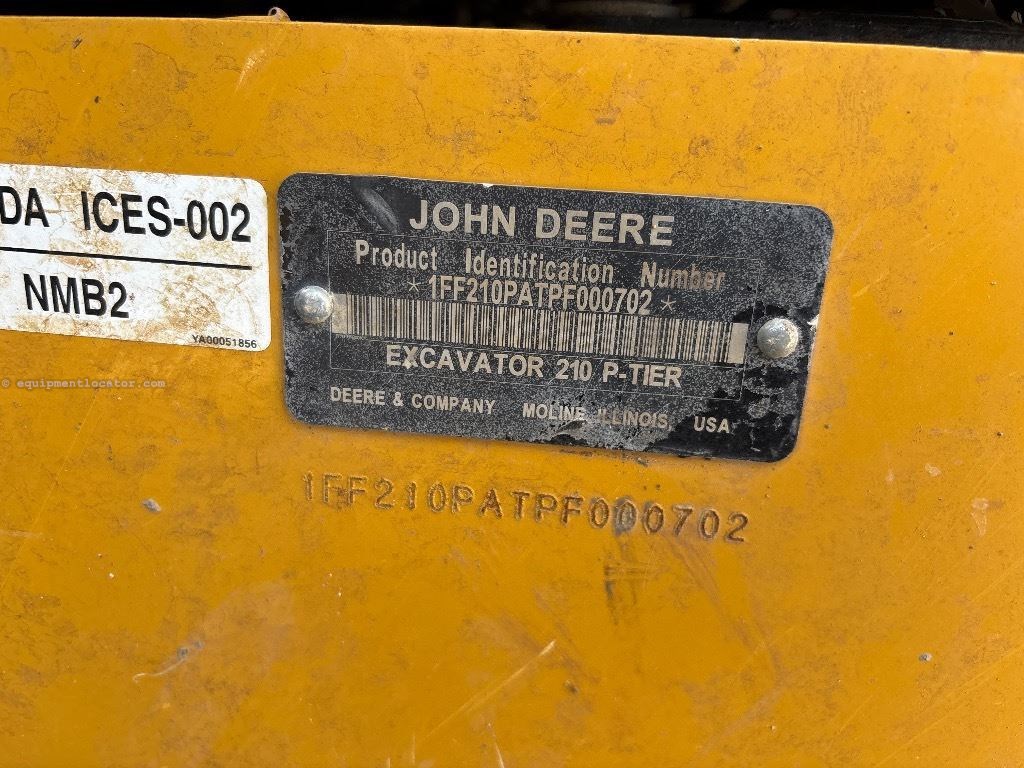 DA ICES-002
NMB2
YA00051856
JOHN DEERE
Product Identification Number
*1FF210PATPF000702*
EXCAVATOR 210 P-TIER
DEERE & COMPANY MOLINE, ILLINOIS, USA
1FF210PATPF000702
© equipmentlocator.com